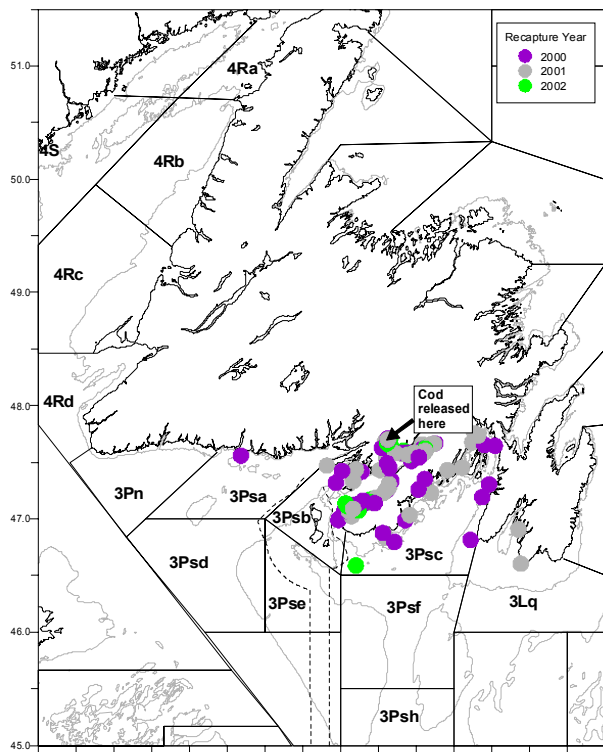 Recapture Year
2000
2001
2002
51.0
50.0
49.0
48.0
47.0
46.0
45.0
4Ra
4S
4Rb
4Rc
4Rd
Cod
released
here
3Pn
3Psa
3Psb
3Psc
3Psd
3Pse
3Psf
3Lq
3Psh